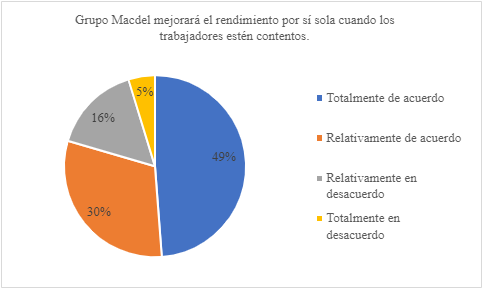 Grupo Macdel mejorará el rendimiento por sí sola cuando los
trabajadores estén contentos.
5%
16%
49%
30%
Totalmente de acuerdo
Relativamente de acuerdo
Relativamente en
desacuerdo
Totalmente en
desacuerdo